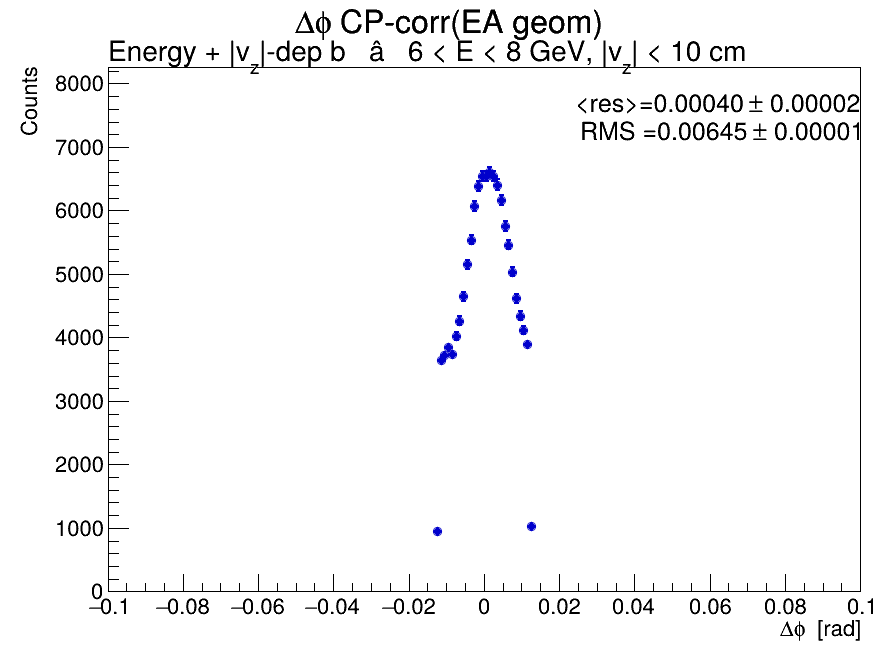 Δϕ CP-corr(EA geom)
Energy + |v_z|-dep b â 6 < E < 8 GeV, |v_z| < 10 cm
Counts
<res>=0.00040 ± 0.00002
RMS =0.00645 ± 0.00001
8000
7000
6000
5000
4000
3000
2000
1000
0
−0.1 −0.08 −0.06 −0.04 −0.02 0 0.02 0.04 0.06 0.08 0.1
Δϕ [rad]